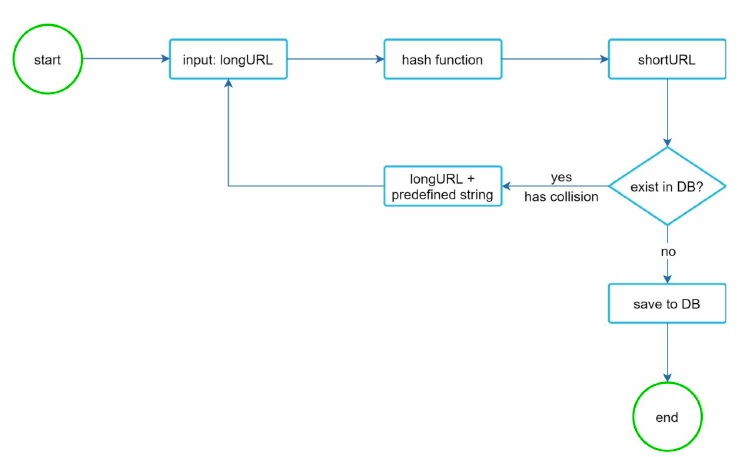 start
input: longURL
hash function
shortURL
longURL +
predefined string
yes
has collision
exist in DB?
no
save to DB
end